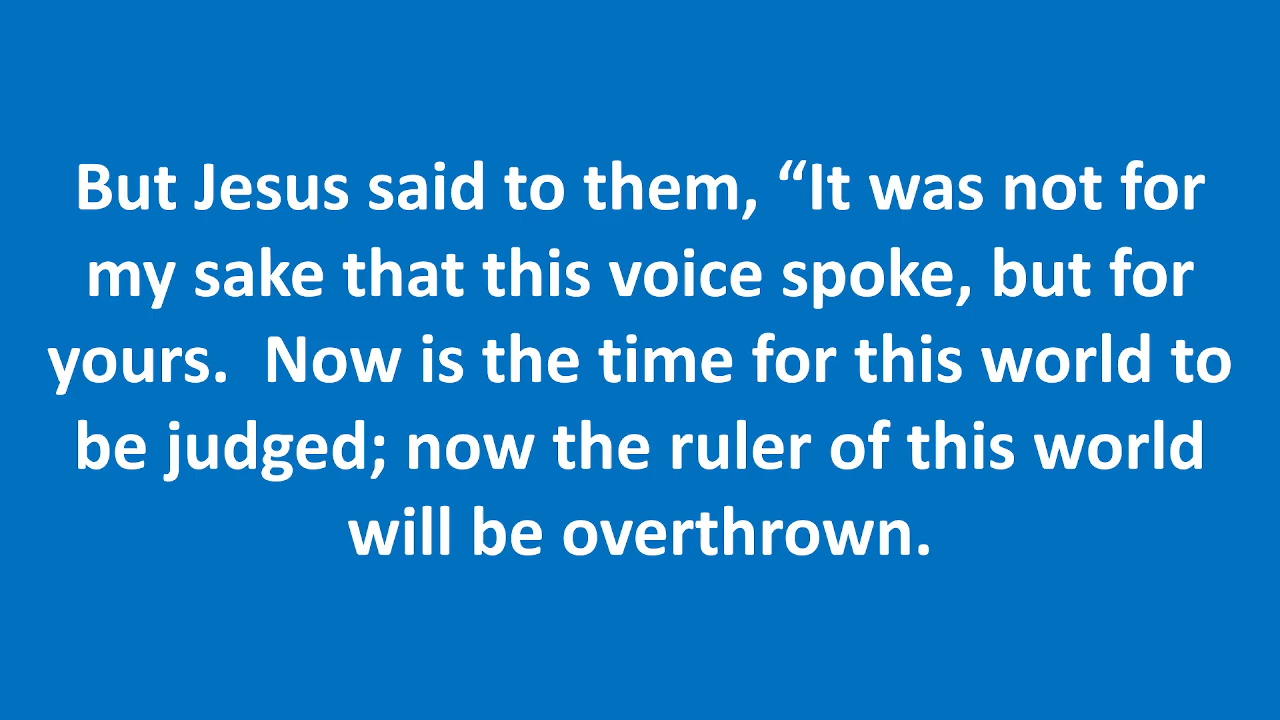 But Jesus said to them, “It was not for
my sake that this voice spoke, but for
yours.  Now is the time for this world to
be judged; now the ruler of this world
will be overthrown.